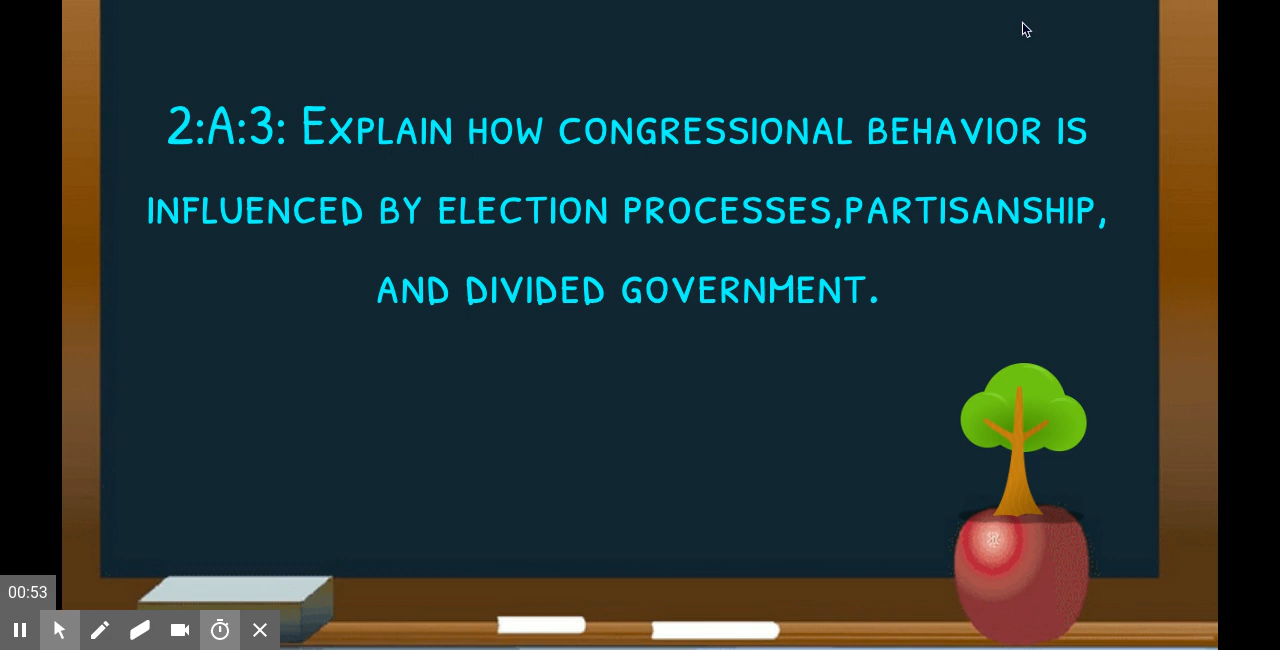 2:A:3: Explain how congressional behavior is
influenced by election processes,partisanship,
and divided government.
00:53